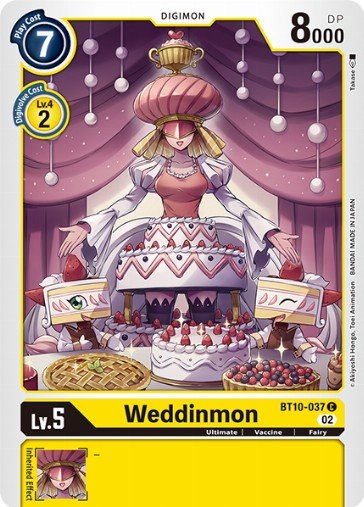 Play Cost
7
DIGIMON
8000
DP
Digivolve Cost
Lv.4
2
Takase
© Akiyoshi Hongo, Toei Animation BANDAI MADE IN JAPAN
Lv.5
Weddinmon
BT10-037 C
02
Ultimate | Vaccine | Fairy
Inherited Effect
-